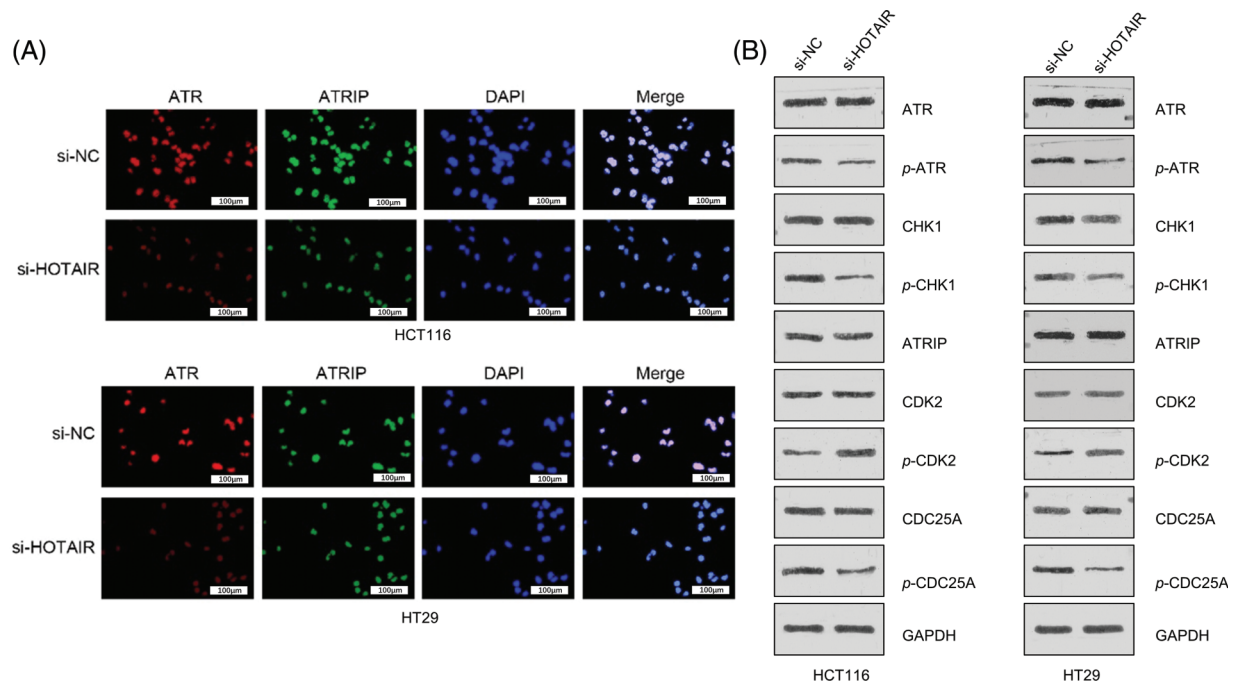 (A)
ATR ATRIP DAPI Merge
si-NC
100μm 100μm 100μm 100μm
si-HOTAIR
100μm 100μm 100μm 100μm
HCT116
ATR ATRIP DAPI Merge
si-NC
100μm 100μm 100μm 100μm
si-HOTAIR
100μm 100μm 100μm 100μm
HT29
(B)
si-NC si-HOTAIR
ATR
p-ATR
CHK1
p-CHK1
ATRIP
CDK2
p-CDK2
CDC25A
p-CDC25A
GAPDH
HCT116
si-NC si-HOTAIR
ATR
p-ATR
CHK1
p-CHK1
ATRIP
CDK2
p-CDK2
CDC25A
p-CDC25A
GAPDH
HT29